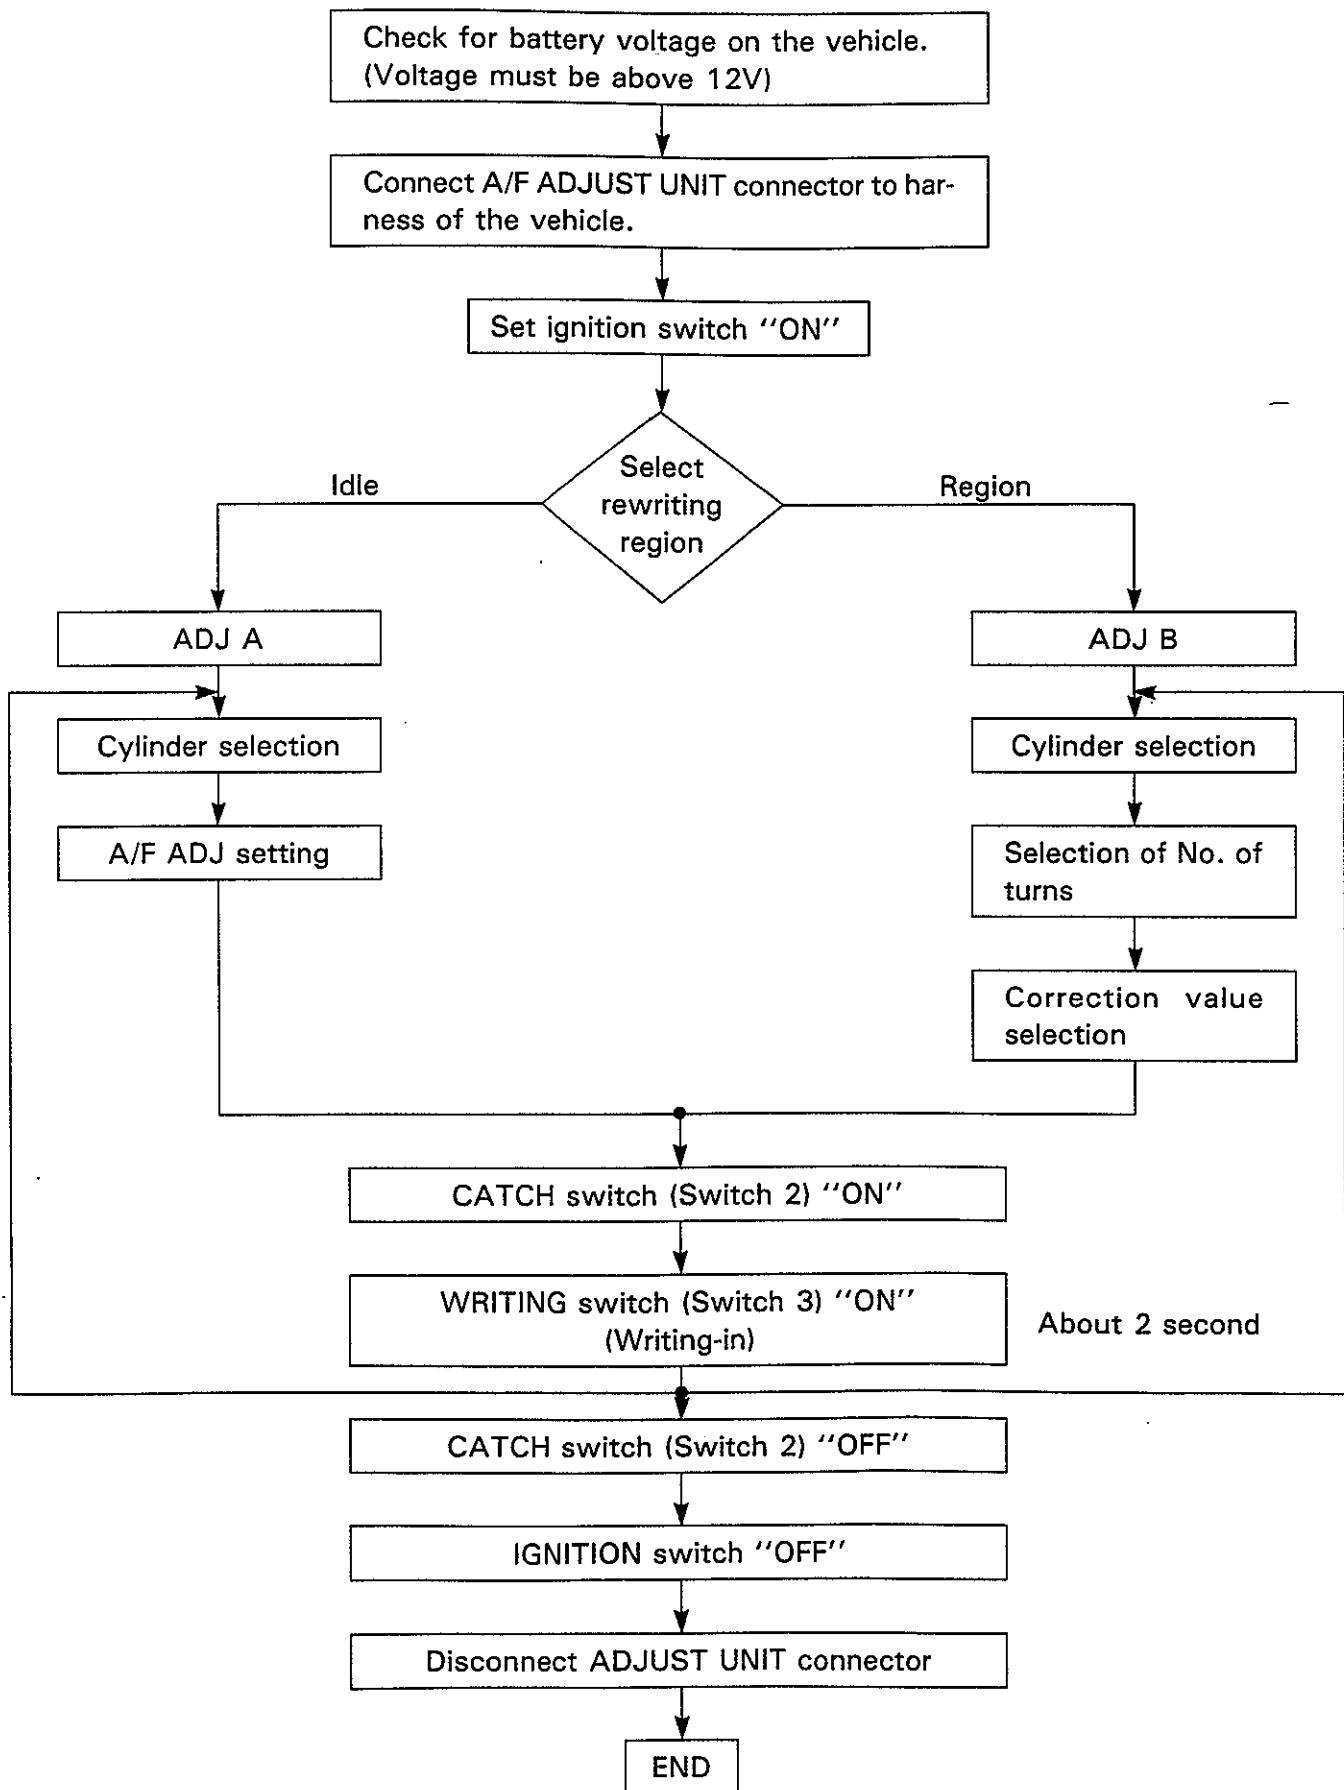 Check for battery voltage on the vehicle.
(Voltage must be above 12V)
Connect A/F ADJUST UNIT connector to har-
ness of the vehicle.
Set ignition switch ‘‘ON’’
Select
rewriting
region
Idle
Region
ADJ A
ADJ B
Cylinder selection
Cylinder selection
A/F ADJ setting
Selection of No. of
turns
Correction value
selection
CATCH switch (Switch 2) ‘‘ON’’
WRITING switch (Switch 3) ‘‘ON’’
(Writing-in)
About 2 second
CATCH switch (Switch 2) ‘‘OFF’’
IGNITION switch ‘‘OFF’’
Disconnect ADJUST UNIT connector
END